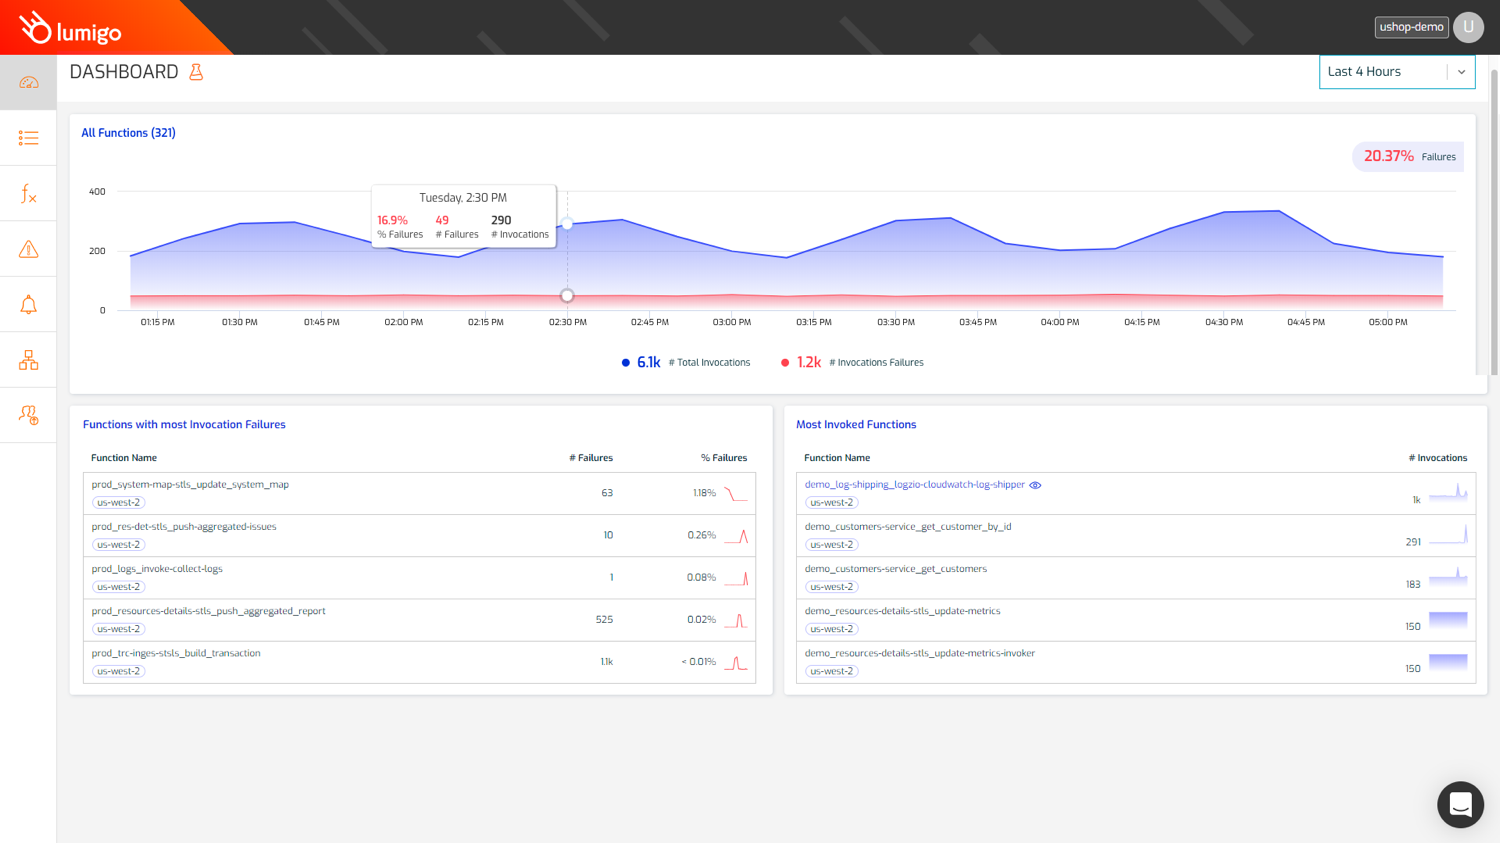 lumigo
ushop-demo
U
DASHBOARD
Last 4 Hours
All Functions (321)
20.37% Failures
400
200
0
Tuesday, 2:30 PM
16.9% 49 290
% Failures # Failures # Invocations
01:15 PM 01:30 PM 01:45 PM 02:00 PM 02:15 PM 02:30 PM 02:45 PM 03:00 PM 03:15 PM 03:30 PM 03:45 PM 04:00 PM 04:15 PM 04:30 PM 04:45 PM 05:00 PM
6.1k # Total Invocations 1.2k # Invocations Failures
Functions with most Invocation Failures
Function Name # Failures % Failures
prod_system-map-stls_update_system_map
us-west-2
63 1.18%
prod_res-det-stls_push-aggregated-issues
us-west-2
10 0.26%
prod_logs_invoke-collect-logs
us-west-2
1 0.08%
prod_resources-details-stls_push_aggregated_report
us-west-2
525 0.02%
prod_trc-inges-stsls_build_transaction
us-west-2
1.1k < 0.01%
Most Invoked Functions
Function Name # Invocations
demo_log-shipping_logzio-cloudwatch-log-shipper
us-west-2
1k
demo_customers-service_get_customer_by_id
us-west-2
291
demo_customers-service_get_customers
us-west-2
183
demo_resources-details-stls_update-metrics
us-west-2
150
demo_resources-details-stls_update-metrics-invoker
us-west-2
150